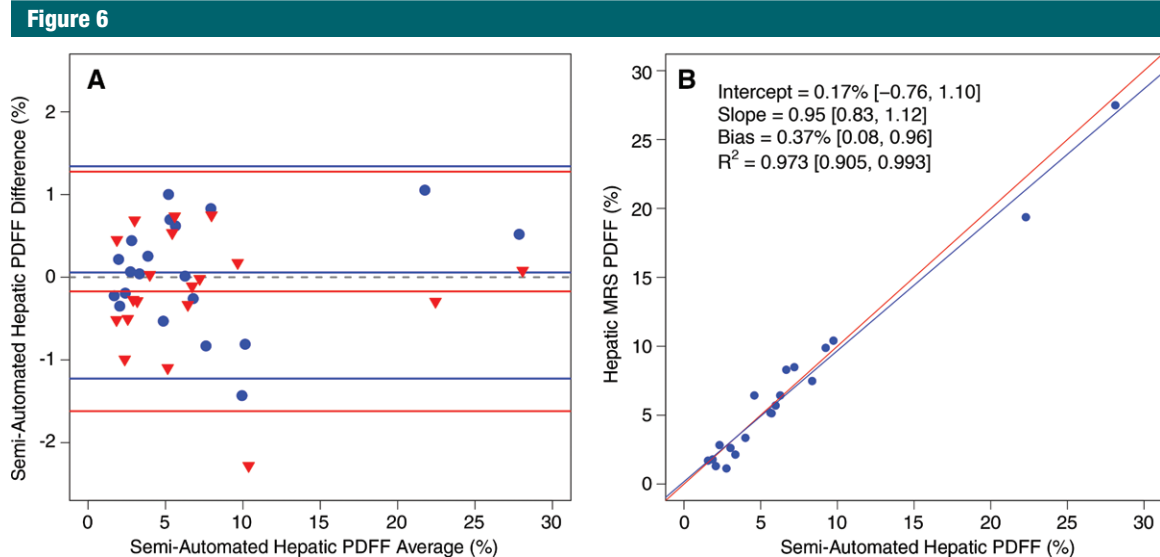 Figure 6
A
Semi-Automated Hepatic PDFF Difference (%)
2
1
0
-1
-2
0 5 10 15 20 25 30
Semi-Automated Hepatic PDFF Average (%)
B
Intercept = 0.17% [−0.76, 1.10]
Slope = 0.95 [0.83, 1.12]
Bias = 0.37% [0.08, 0.96]
R² = 0.973 [0.905, 0.993]
Hepatic MRS PDFF (%)
30
25
20
15
10
5
0
0 5 10 15 20 25 30
Semi-Automated Hepatic PDFF (%)